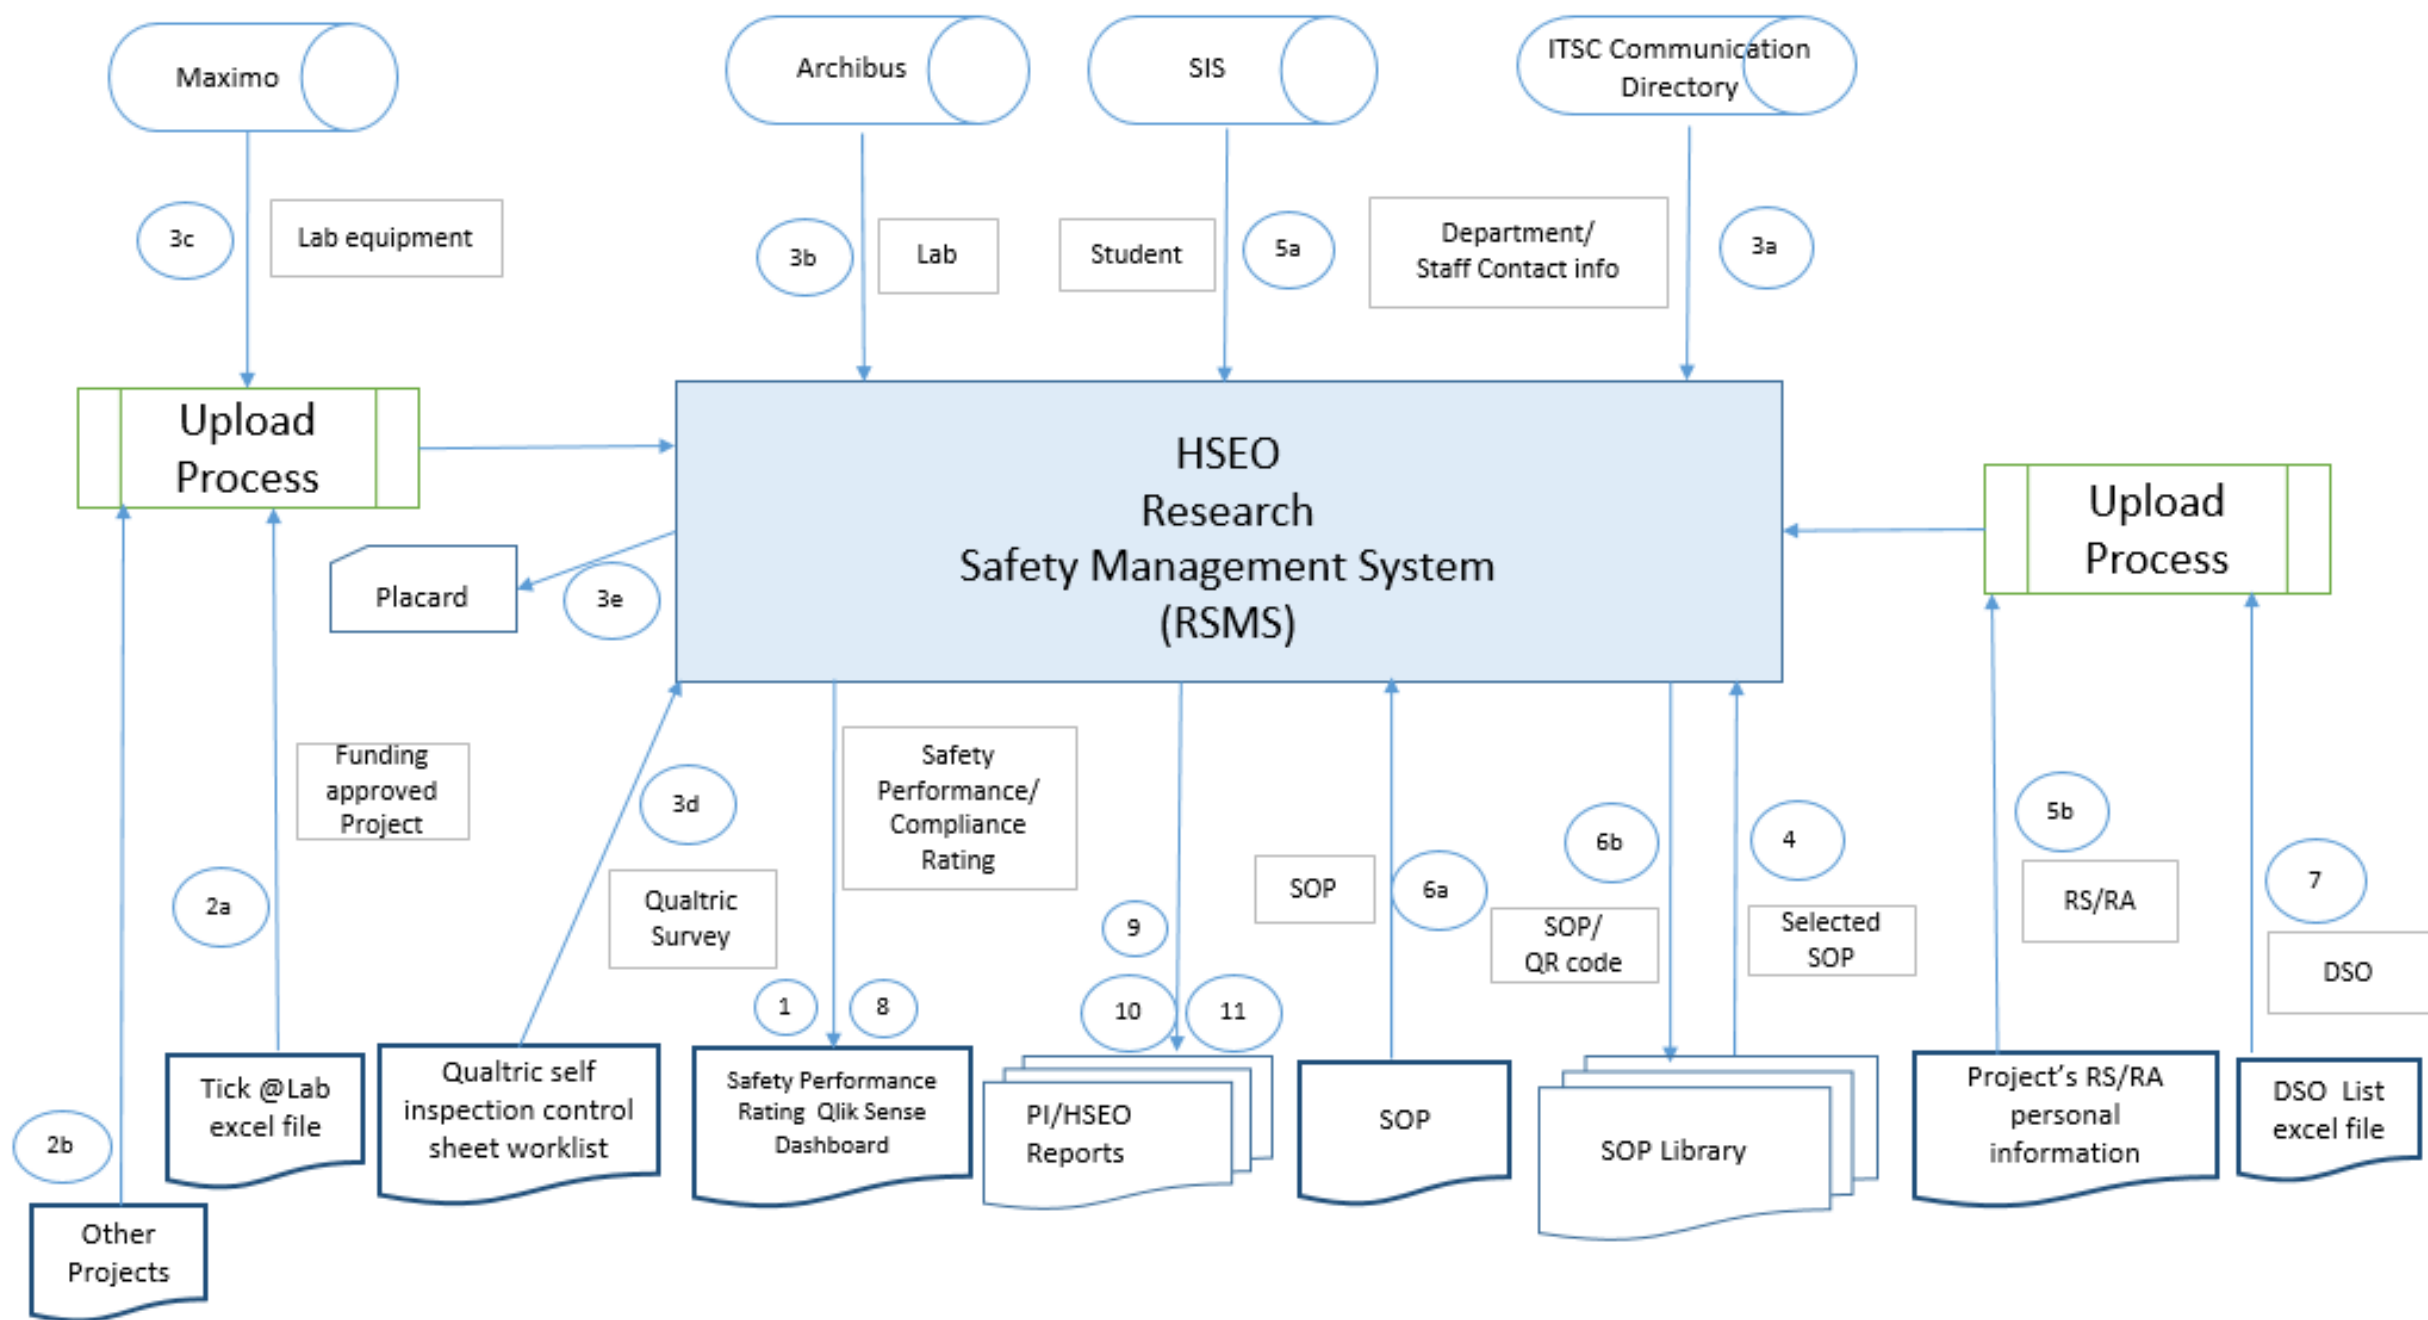 Maximo
Archibus
SIS
ITSC Communication
Directory
3c
Lab equipment
3b
Lab
Student
5a
Department/
Staff Contact info
3a
Upload
Process
HSEO
Research
Safety Management System
(RSMS)
Upload
Process
Placard
3e
Funding
approved
Project
2a
3d
Qualtric
Survey
Safety
Performance/
Compliance
Rating
1
8
9
10
11
SOP
6a
6b
SOP/
QR code
4
Selected
SOP
5b
RS/RA
7
DSO
2b
Other
Projects
Tick @Lab
excel file
Qualtric self
inspection control
sheet worklist
Safety Performance
Rating Qlik Sense
Dashboard
PI/HSEO
Reports
SOP
SOP Library
Project's RS/RA
personal
information
DSO List
excel file